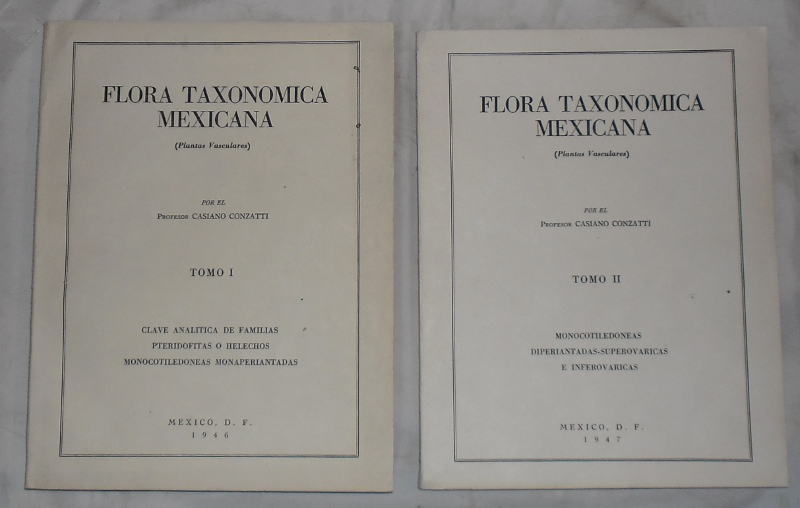 FLORA TAXONOMICA
MEXICANA
(Plantas Vasculares)
POR EL
PROFESOR CASIANO CONZATTI
TOMO I
CLAVE ANALITICA DE FAMILIAS
PTERIDOFITAS O HELECHOS
MONOCOTILEDONEAS MONAPERIANTADAS
MEXICO, D. F.
1946
FLORA TAXONOMICA
MEXICANA
(Plantas Vasculares)
POR EL
PROFESOR CASIANO CONZATTI
TOMO II
MONOCOTILEDONEAS
DIPERIANTADAS-SUPEROVARICAS
E INFEROVARICAS
MEXICO, D. F.
1947